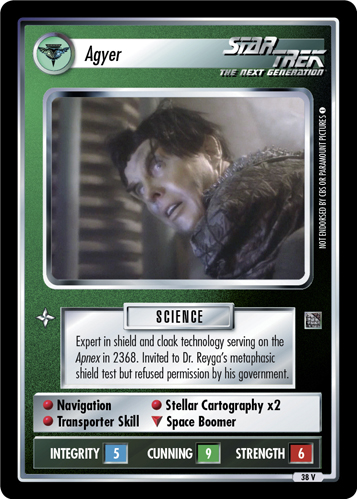 Agyer
STAR TREK
THE NEXT GENERATION
NOT ENDORSED BY CBS OR PARAMOUNT PICTURES
SCIENCE
Expert in shield and cloak technology serving on the
Apnex in 2368. Invited to Dr. Reyga's metaphasic
shield test but refused permission by his government.
Navigation Stellar Cartography x2
Transporter Skill Space Boomer
INTEGRITY 5 CUNNING 9 STRENGTH 6
38 V